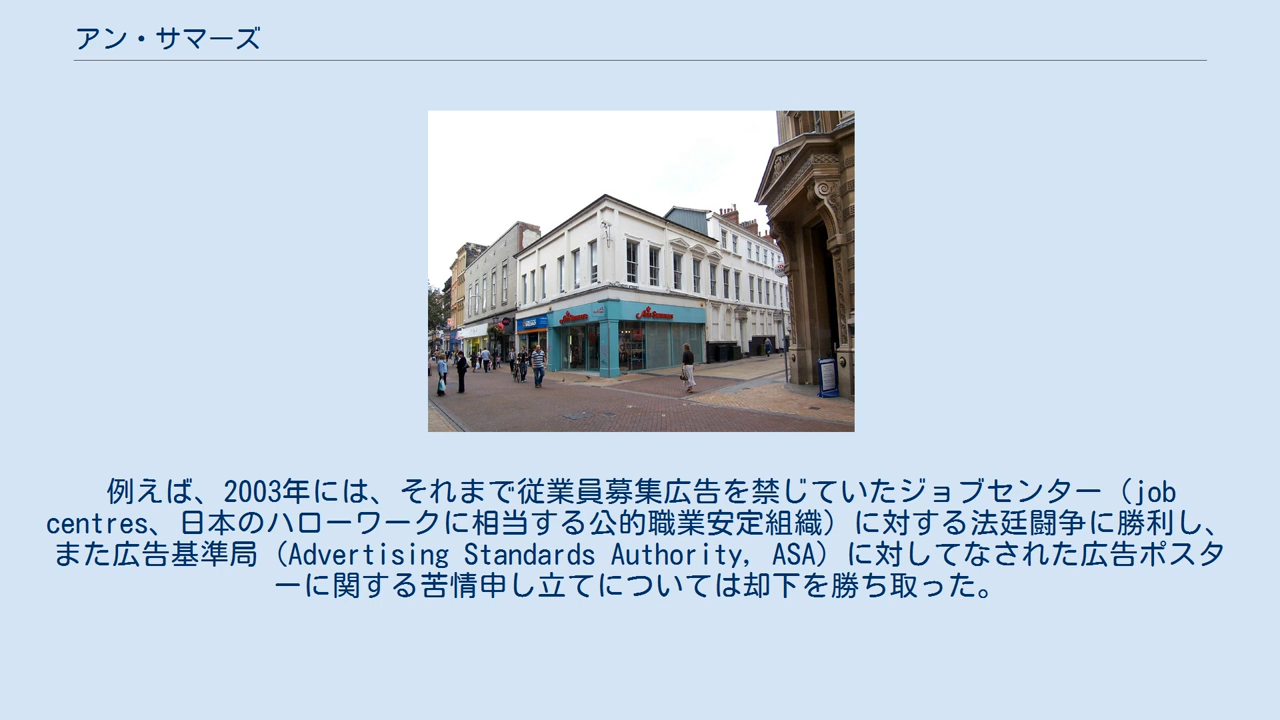 アン・サマーズ
Ann Summers
Ann Summers
例えば、2003年には、それまで従業員募集広告を禁じていたジョブセンター（job
centres、日本のハローワークに相当する公的職業安定組織）に対する法廷闘争に勝利し、
また広告基準局（Advertising Standards Authority, ASA）に対してなされた広告ポスタ
ーに関する苦情申し立てについては却下を勝ち取った。